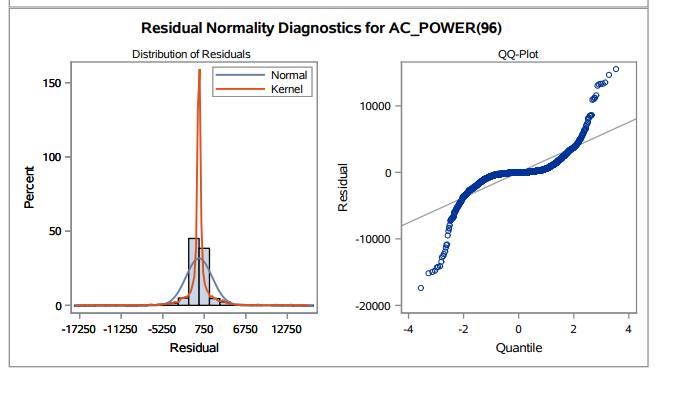 Residual Normality Diagnostics for AC_POWER(96)
Distribution of Residuals
Normal
Kernel
150
100
50
0
Percent
-17250 -11250 -5250 750 6750 12750
Residual
QQ-Plot
10000
0
-10000
-20000
Residual
-4 -2 0 2 4
Quantile